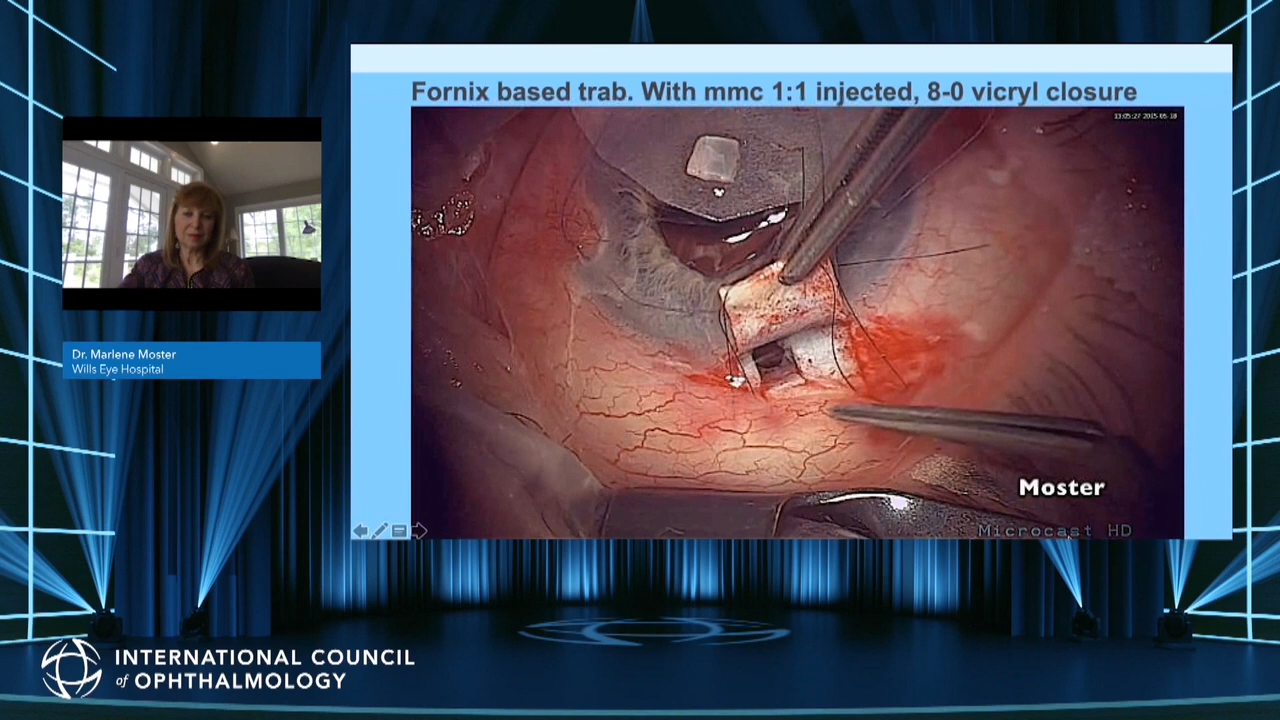 Fornix based trab. With mmc 1:1 injected, 8-0 vicryl closure
Dr. Marlene Moster
Wills Eye Hospital
Moster
Microcast HD
INTERNATIONAL COUNCIL
of OPHTHALMOLOGY